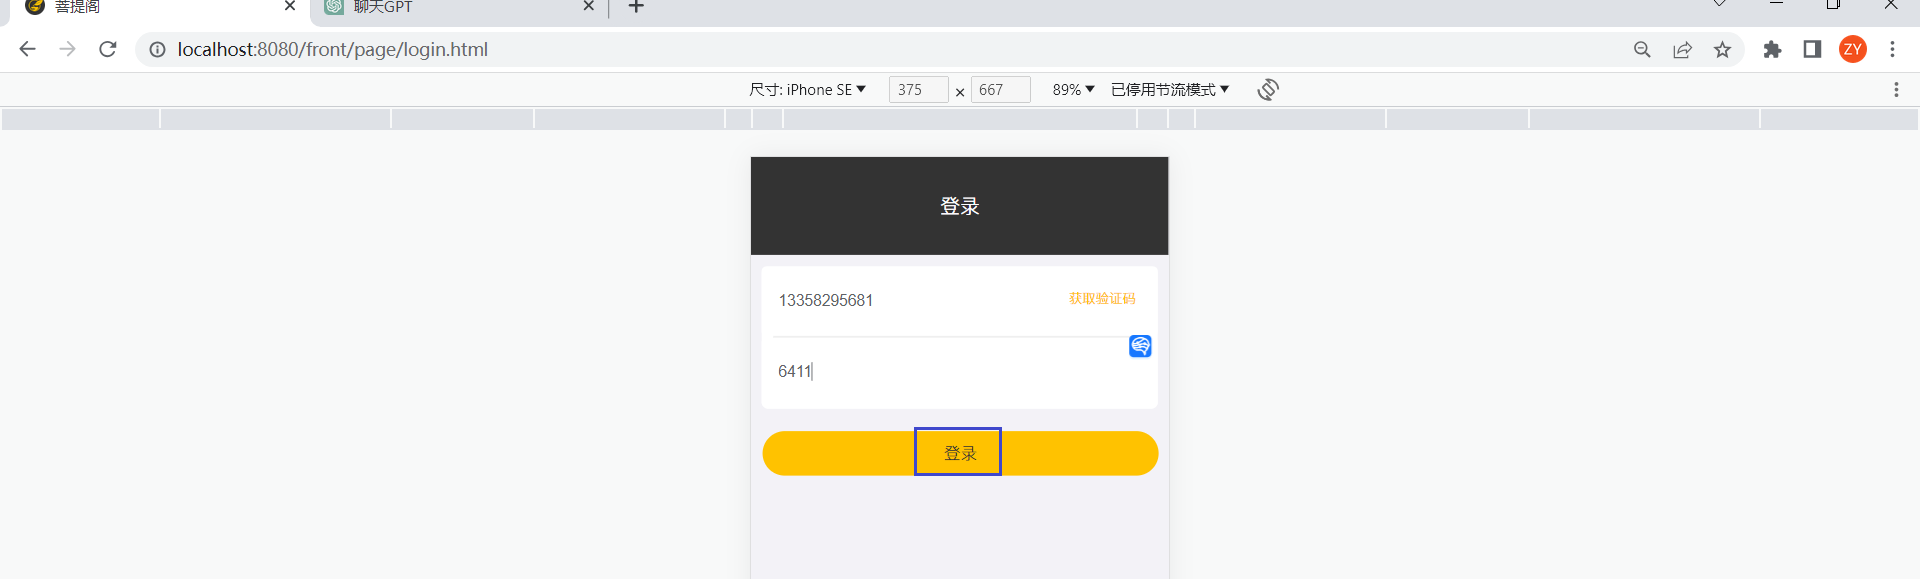 菩提阁
聊天GPT
localhost:8080/front/page/login.html
ZY
尺寸: iPhone SE 375 × 667 89% 已停用节流模式
登录
13358295681 获取验证码
6411
登录